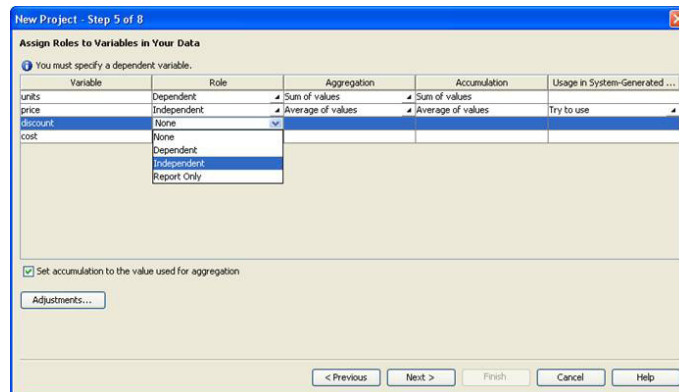 New Project - Step 5 of 8
Assign Roles to Variables in Your Data
You must specify a dependent variable.
Variable Role Aggregation Accumulation Usage in System-Generated ...
units Dependent Sum of values Sum of values
price Independent Average of values Average of values Try to use
discount None
cost None
Dependent
Independent
Report Only
Set accumulation to the value used for aggregation
Adjustments...
< Previous Next > Finish Cancel Help